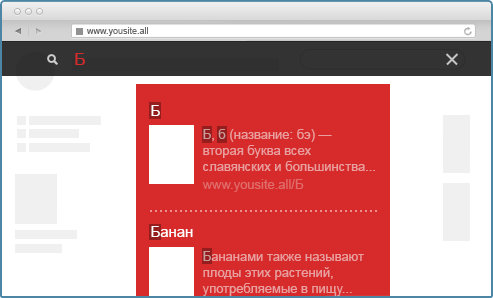 www.yousite.all
Б
Б
Б, б (название: бэ) —
вторая буква всех
славянских и большинства...
www.yousite.all/Б
Банан
Бананами также называют
плоды этих растений,
употребляемые в пищу...